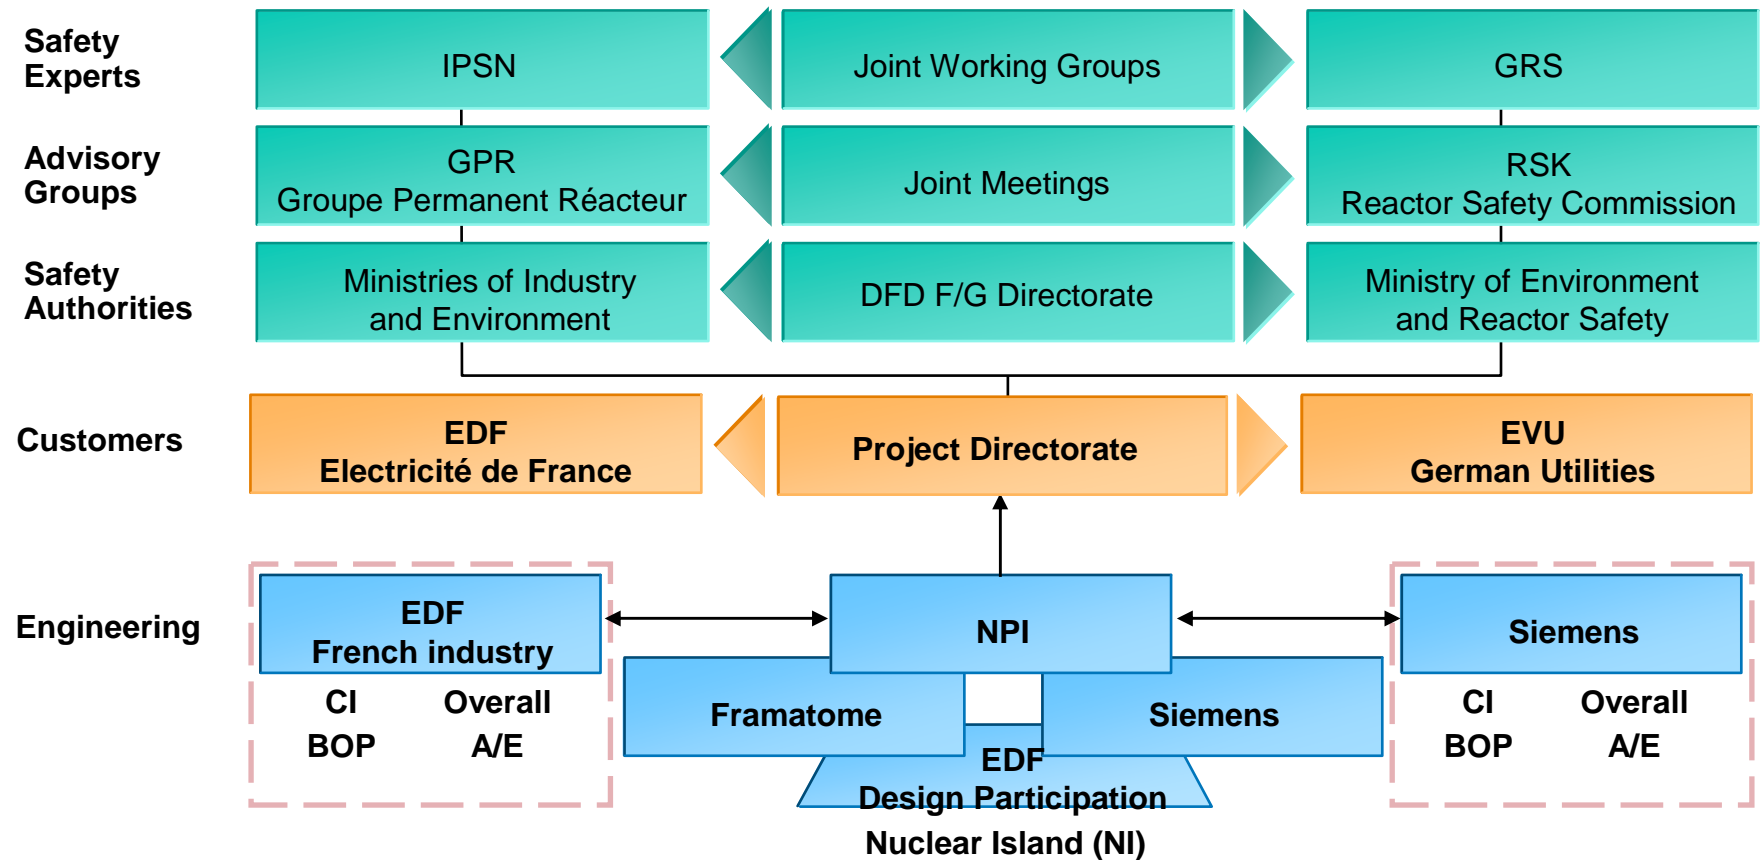 Safety
Experts
IPSN
Joint Working Groups
GRS
Advisory
Groups
GPR
Groupe Permanent Réacteur
Joint Meetings
RSK
Reactor Safety Commission
Safety
Authorities
Ministries of Industry
and Environment
DFD F/G Directorate
Ministry of Environment
and Reactor Safety
Customers
EDF
Electricité de France
Project Directorate
EVU
German Utilities
Engineering
EDF
French industry
CI Overall
BOP A/E
NPI
Framatome
Siemens
EDF
Design Participation
Nuclear Island (NI)
Siemens
CI Overall
BOP A/E